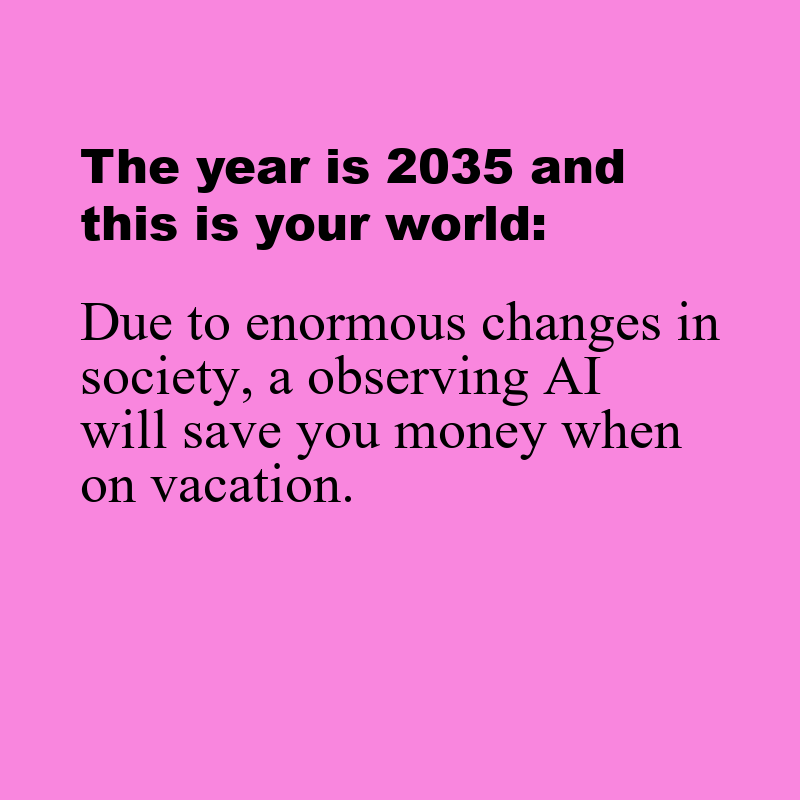 The year is 2035 and
this is your world:
Due to enormous changes in
society, a observing AI
will save you money when
on vacation.